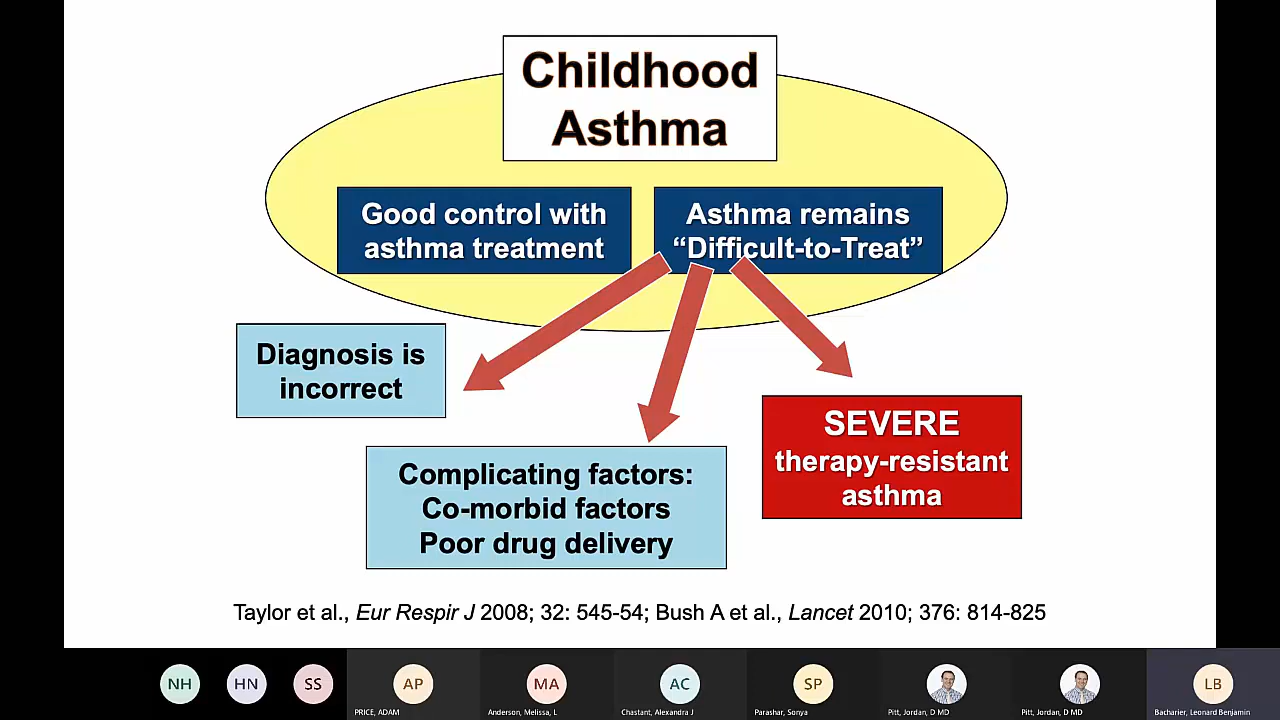 Childhood
Asthma
Good control with
asthma treatment
Asthma remains
“Difficult-to-Treat”
Diagnosis is
incorrect
Complicating factors:
Co-morbid factors
Poor drug delivery
SEVERE
therapy-resistant
asthma
Taylor et al., Eur Respir J 2008; 32: 545-54; Bush A et al., Lancet 2010; 376: 814-825
NH
HN
SS
AP
MA
AC
SP
LB
PRICE, ADAM
Anderson, Melissa, L
Chastant, Alexandra J
Parashar, Sonya
Pitt, Jordan, D MD
Pitt, Jordan, D MD
Bacharier, Leonard Benjamin